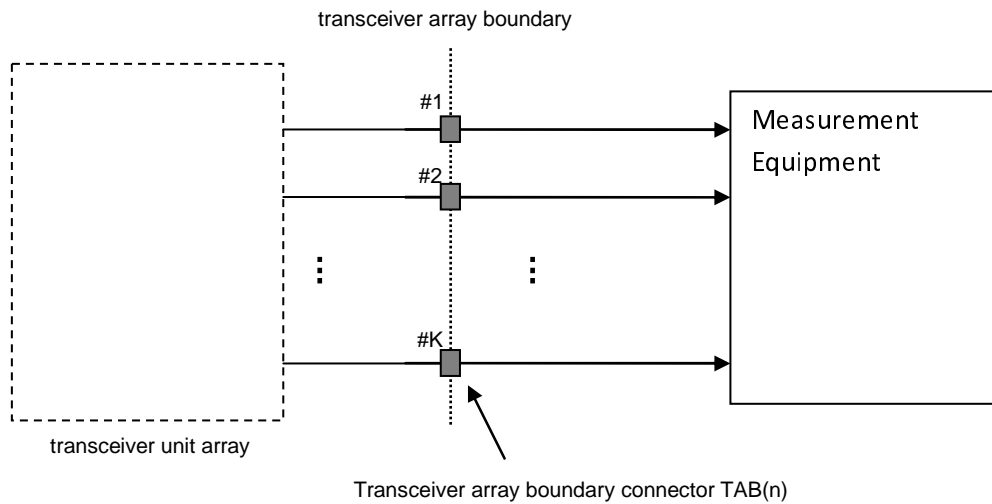 transceiver array boundary
#1
Measurement
Equipment
#2
#K
transceiver unit array
Transceiver array boundary connector TAB(n)